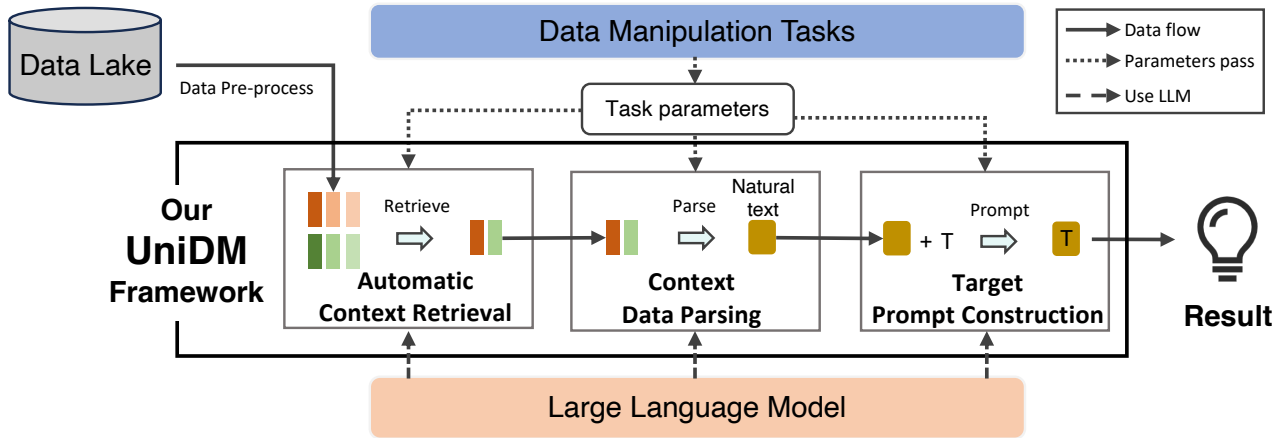 Data Lake
Data Pre-process
Data Manipulation Tasks
Task parameters
Data flow
Parameters pass
Use LLM
Our
UniDM
Framework
Retrieve
Automatic
Context Retrieval
Parse
Natural
text
Context
Data Parsing
+ T
Prompt
T
Target
Prompt Construction
Result
Large Language Model